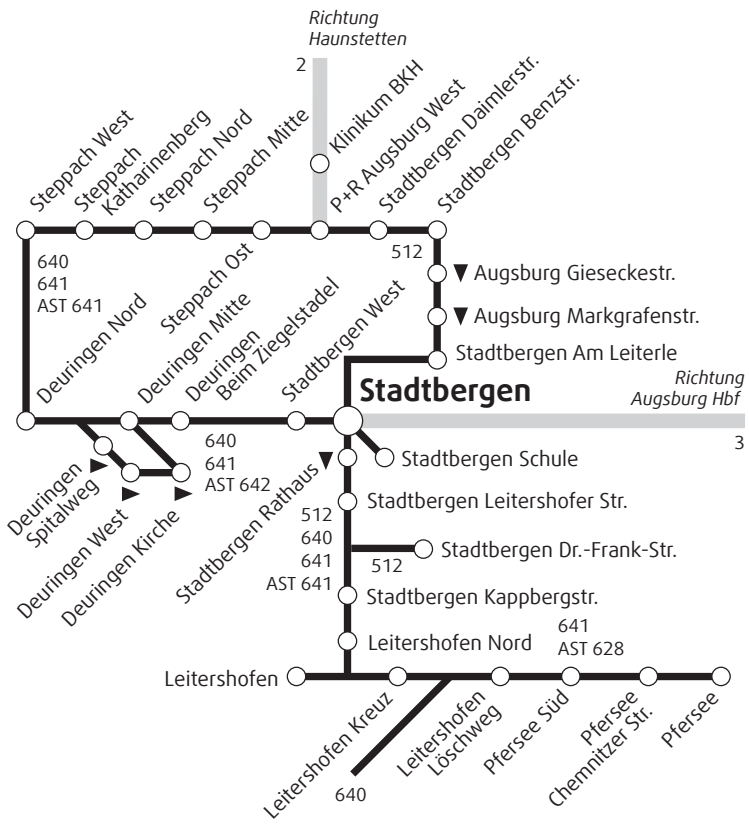 Richtung
Haunstetten
2
Steppach West
Steppach
Katharinenberg
Steppach Nord
Steppach Mitte
Klinikum BKH
P+R Augsburg West
Stadtbergen Daimlerstr.
Stadtbergen Benzstr.
640
641
AST 641
Steppach Ost
512
Augsburg Gieseckestr.
Augsburg Markgrafenstr.
Stadtbergen Am Leiterle
Deuringen Nord
Deuringen Mitte
Deuringen
Beim Ziegelstadel
Stadtbergen West
Stadtbergen
Richtung
Augsburg Hbf
3
640
641
AST 642
Stadtbergen Schule
Deuringen
Spitalweg
Deuringen West
Deuringen Kirche
Stadtbergen Rathaus
Stadtbergen Leitershofer Str.
512
640
641
AST 641
Stadtbergen Dr.-Frank-Str.
512
Stadtbergen Kappbergstr.
Leitershofen Nord
641
AST 628
Leitershofen
Leitershofen Kreuz
Leitershofen
Löschweg
Pfersee Süd
Pfersee
Chemnitzer Str.
Pfersee
640